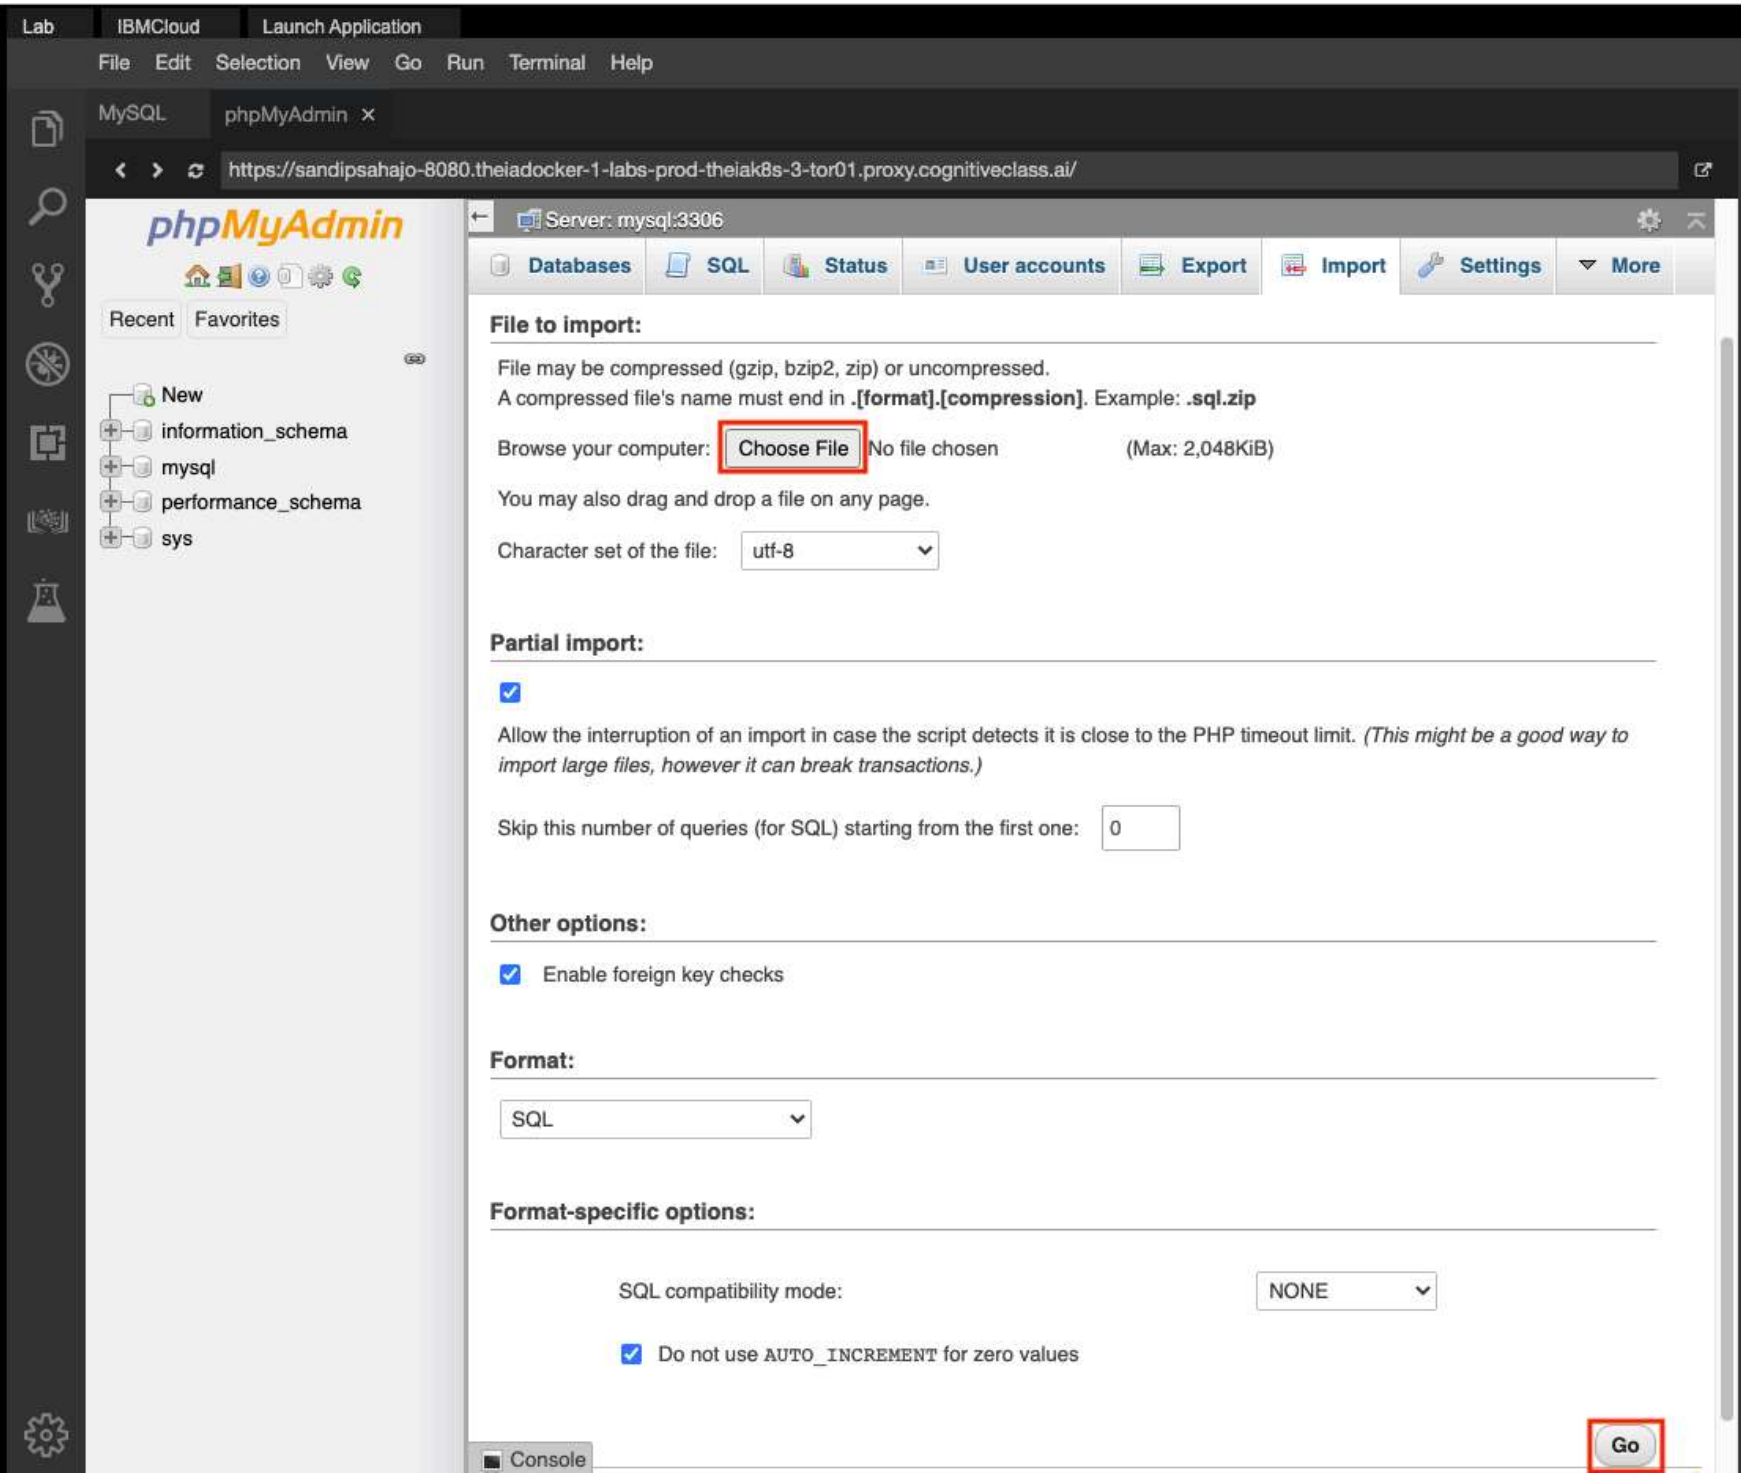 Lab IBMCloud Launch Application
File Edit Selection View Go Run Terminal Help
MySQL phpMyAdmin ×
https://sandipsahajo-8080.theiadocker-1-labs-prod-theiak8s-3-tor01.proxy.cognitiveclass.ai/
phpMyAdmin
Recent Favorites
New
information_schema
mysql
performance_schema
sys
Server: mysql:3306
Databases SQL Status User accounts Export Import Settings More
File to import:
File may be compressed (gzip, bzip2, zip) or uncompressed.
A compressed file's name must end in .[format].[compression]. Example: .sql.zip
Browse your computer: Choose File No file chosen (Max: 2,048KiB)
You may also drag and drop a file on any page.
Character set of the file: utf-8
Partial import:
Allow the interruption of an import in case the script detects it is close to the PHP timeout limit. (This might be a good way to
import large files, however it can break transactions.)
Skip this number of queries (for SQL) starting from the first one: 0
Other options:
Enable foreign key checks
Format:
SQL
Format-specific options:
SQL compatibility mode: NONE
Do not use AUTO_INCREMENT for zero values
Go
Console